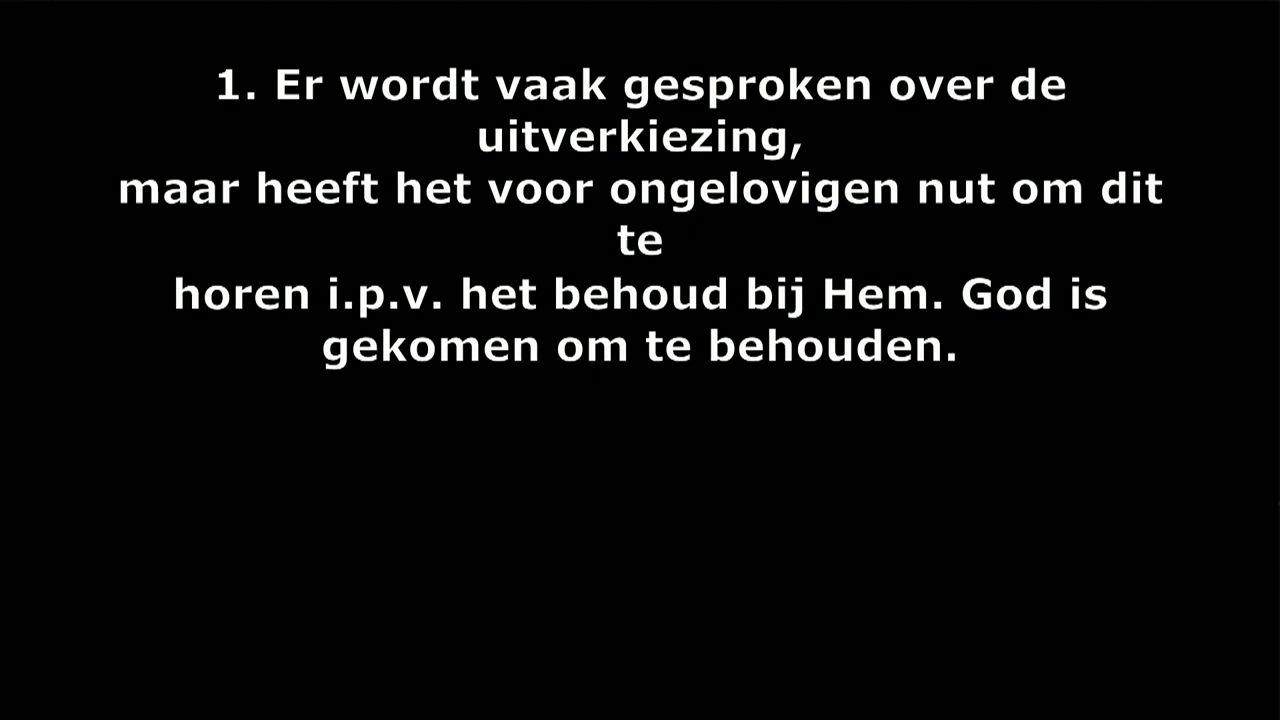 1. Er wordt vaak gesproken over de
uitverkiezing,
maar heeft het voor ongelovigen nut om dit
te
horen i.p.v. het behoud bij Hem. God is
gekomen om te behouden.